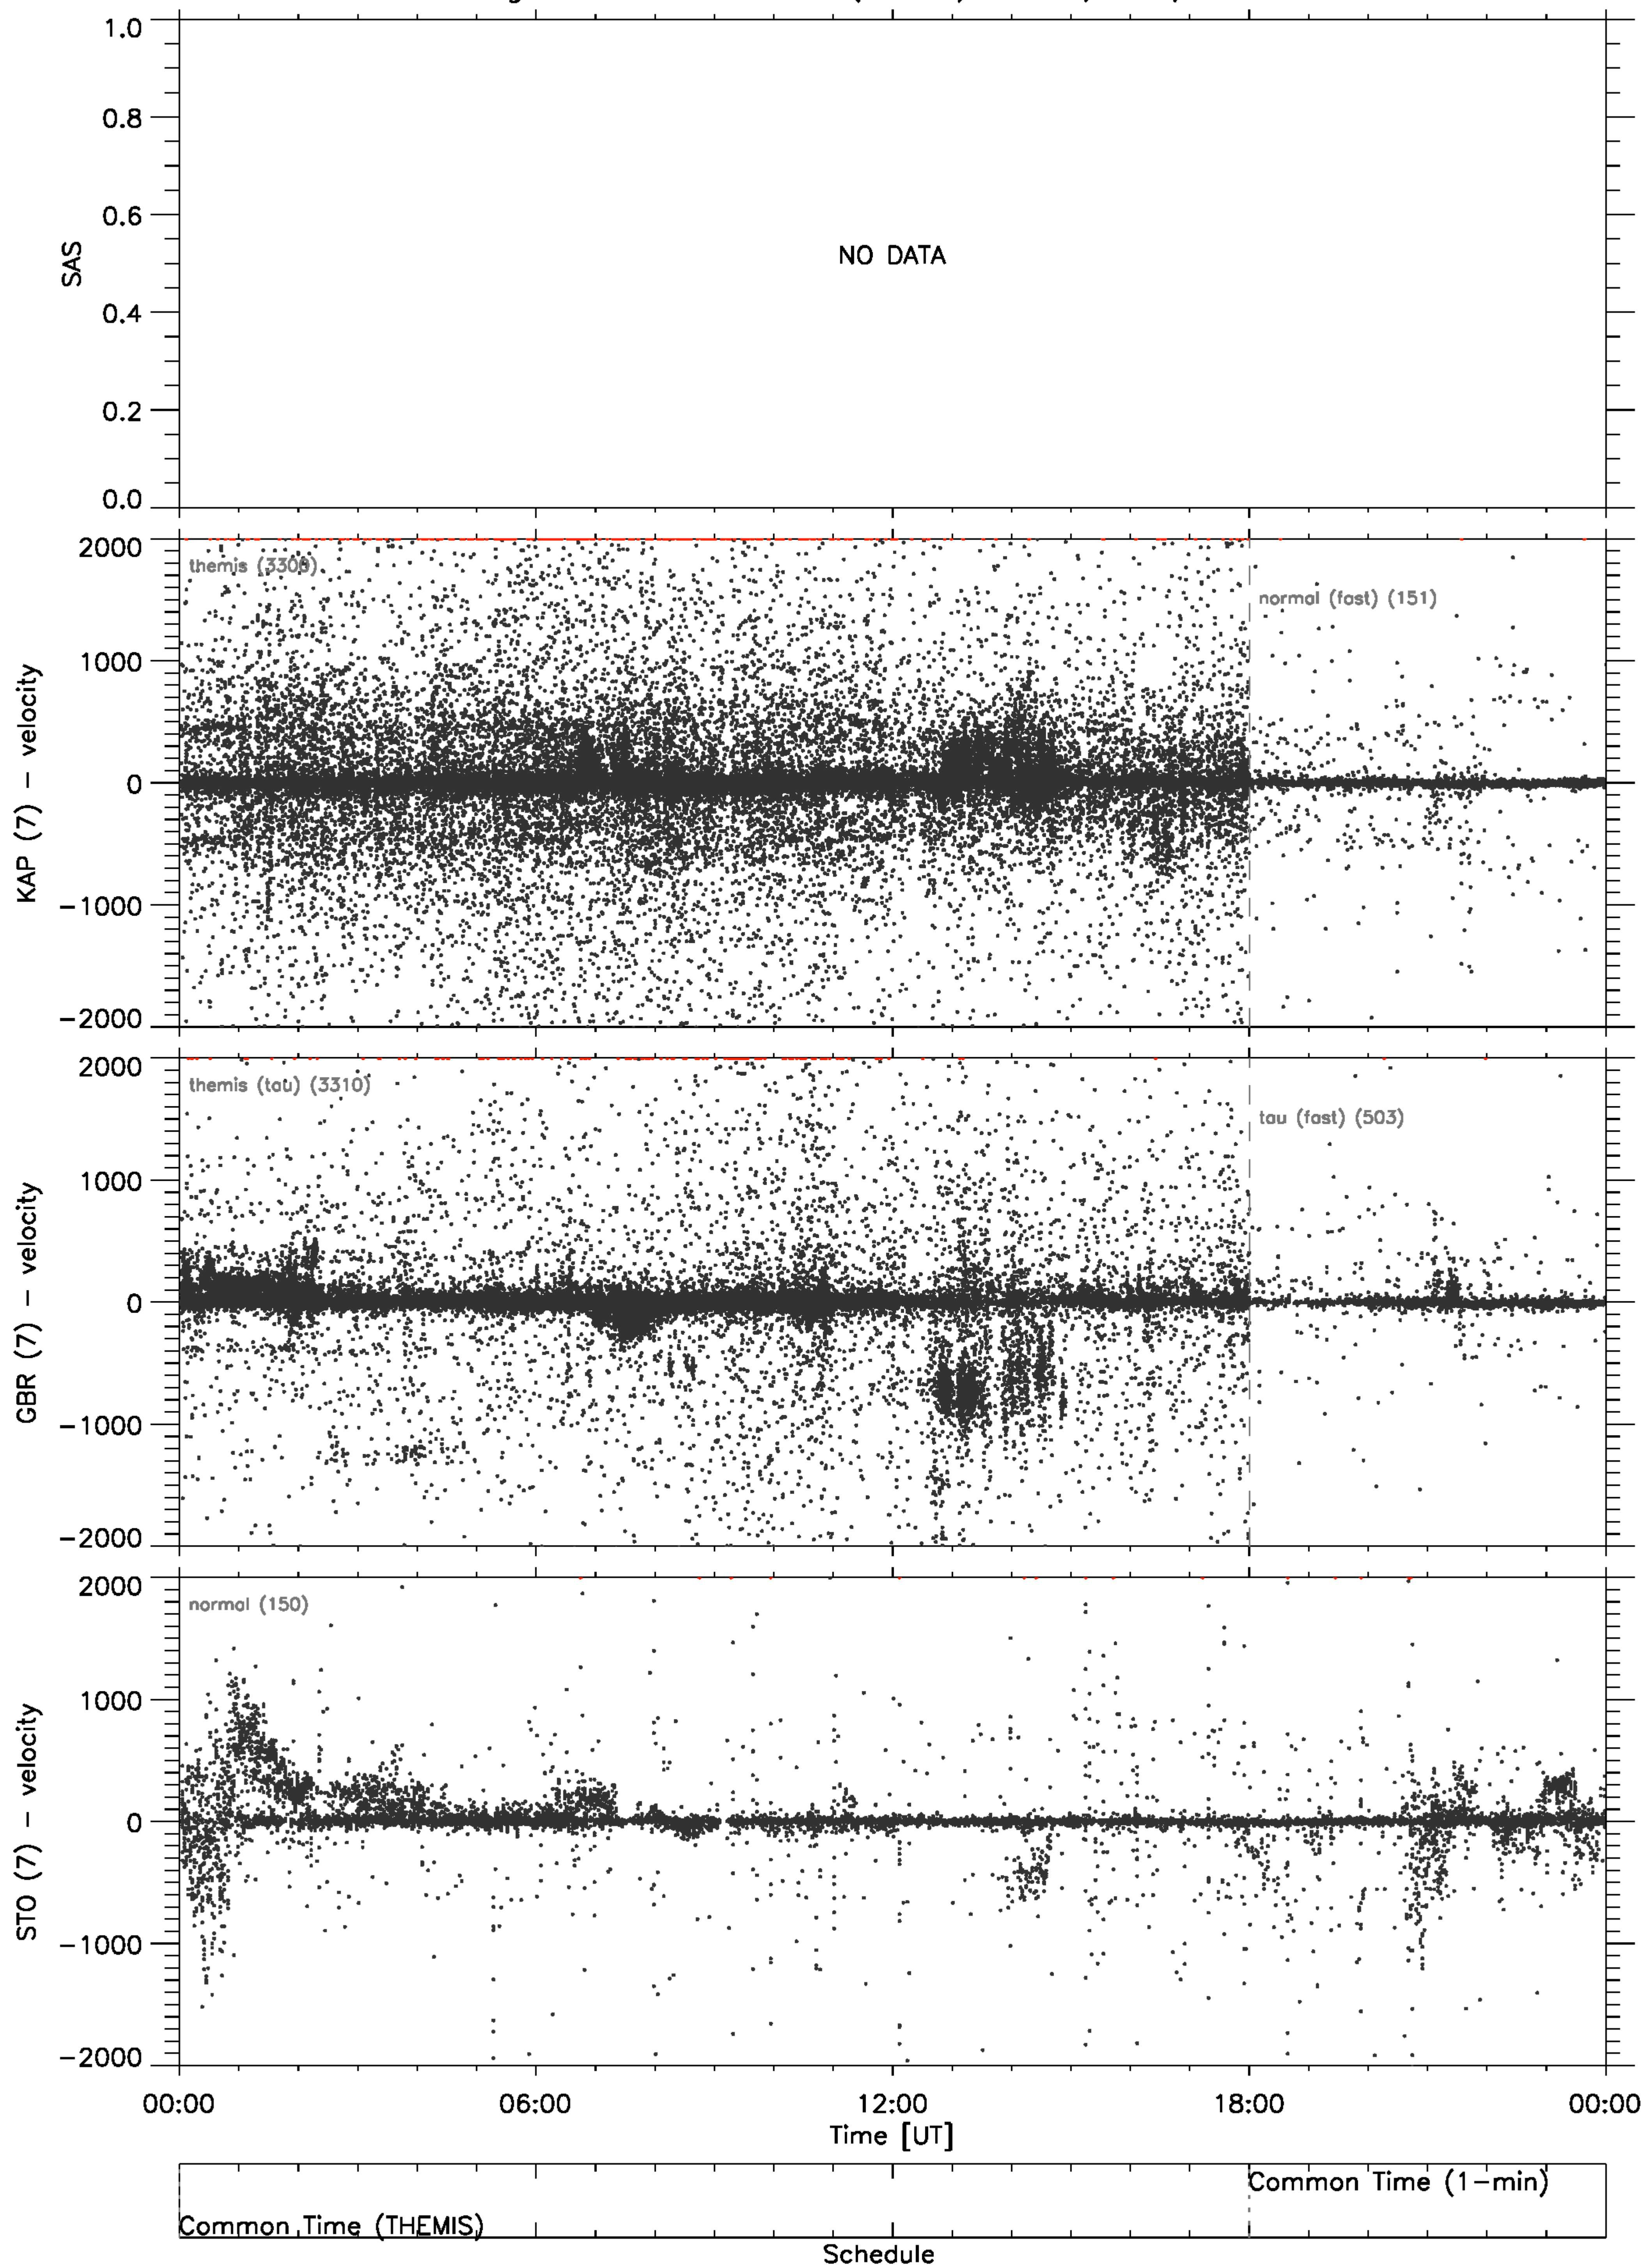 1.0
0.8
0.6
0.4
0.2
0.0
SAS
NO DATA
2000
1000
0
−1000
−2000
KAP (7) − velocity
themis (3300)
normal (fast) (151)
2000
1000
0
−1000
−2000
GBR (7) − velocity
themis (tau) (3310)
tau (fast) (503)
2000
1000
0
−1000
−2000
STO (7) − velocity
normal (150)
00:00 06:00 12:00 18:00 00:00
Time [UT]
Common Time (1−min)
Common Time (THEMIS)
Schedule